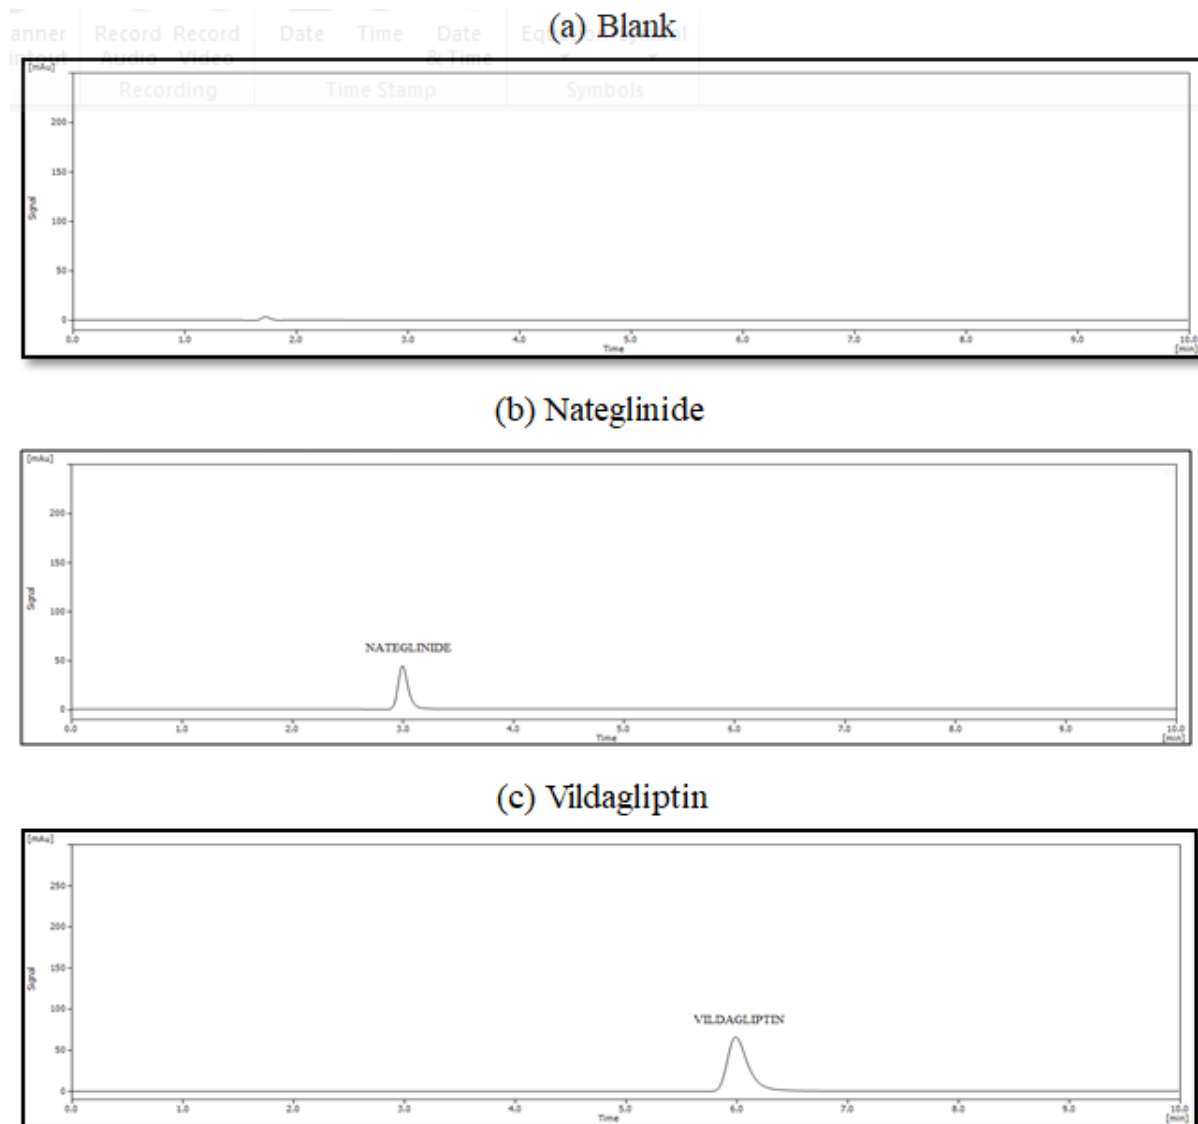 (a) Blank
anner Record Record Date Time Date Eq
Audio Video & Time
Recording Time Stamp Symbols
[mAu]
200
150
100
50
0
Signal
0.0 1.0 2.0 3.0 4.0 5.0 6.0 7.0 8.0 9.0 10.0
Time [min]
(b) Nateglinide
[mAu]
200
150
100
50
0
Signal
NATEGLINIDE
0.0 1.0 2.0 3.0 4.0 5.0 6.0 7.0 8.0 9.0 10.0
Time [min]
(c) Vildagliptin
[mAu]
250
200
150
100
50
0
Signal
VILDAGLIPTIN
0.0 1.0 2.0 3.0 4.0 5.0 6.0 7.0 8.0 9.0 10.0
Time [min]